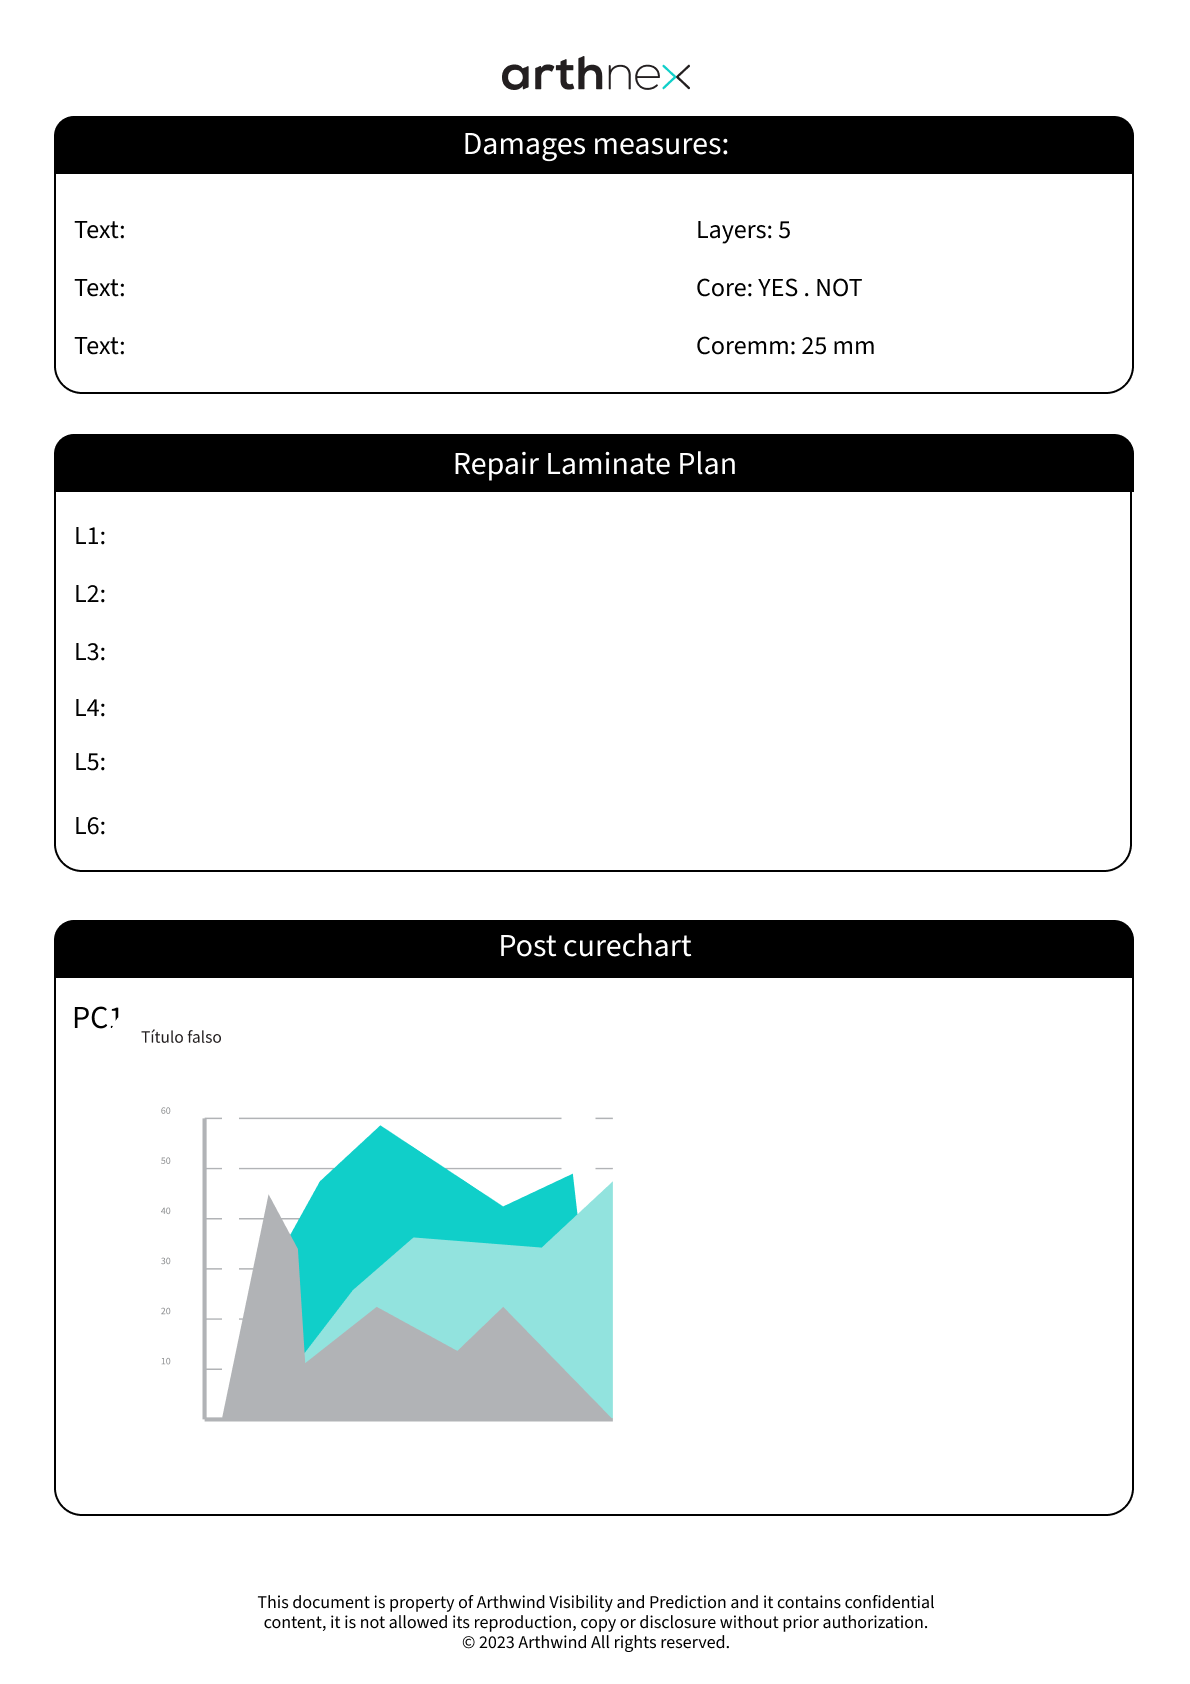 arthnex
Damages measures:
Text:
Layers: 5
Text:
Core: YES . NOT
Text:
Coremm: 25 mm
Repair Laminate Plan
L1:
L2:
L3:
L4:
L5:
L6:
Post curechart
PC1
Título falso
60
50
40
30
20
10
This document is property of Arthwind Visibility and Prediction and it contains confidential
content, it is not allowed its reproduction, copy or disclosure without prior authorization.
© 2023 Arthwind All rights reserved.